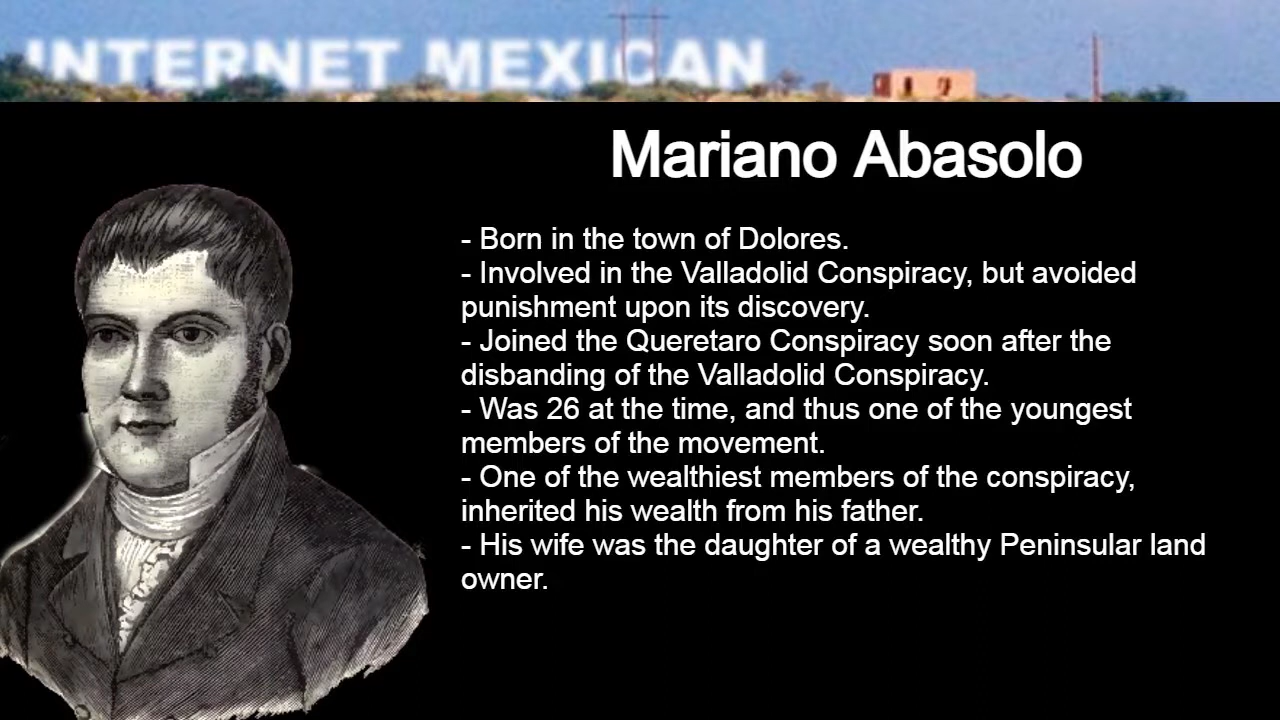 INTERNET MEXICAN
Mariano Abasolo
- Born in the town of Dolores.
- Involved in the Valladolid Conspiracy, but avoided
punishment upon its discovery.
- Joined the Queretaro Conspiracy soon after the
disbanding of the Valladolid Conspiracy.
- Was 26 at the time, and thus one of the youngest
members of the movement.
- One of the wealthiest members of the conspiracy,
inherited his wealth from his father.
- His wife was the daughter of a wealthy Peninsular land
owner.